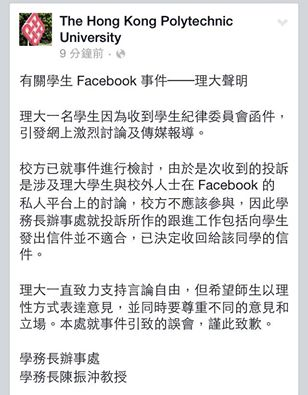 The Hong Kong Polytechnic
University
9 分鐘前 ·
有關學生 Facebook 事件——理大聲明
理大一名學生因為收到學生紀律委員會函件，
引發網上激烈討論及傳媒報導。
校方已就事件進行檢討，由於是次收到的投訴
是涉及理大學生與校外人士在 Facebook 的
私人平台上的討論，校方不應該參與，因此學
務長辦事處就投訴所作的跟進工作包括向學生
發出信件並不適合，已決定收回給該同學的信
件。
理大一直致力支持言論自由，但希望師生以理
性方式表達意見，並同時要尊重不同的意見和
立場。本處就事件引致的誤會，謹此致歉。
學務長辦事處
學務長陳振沖教授